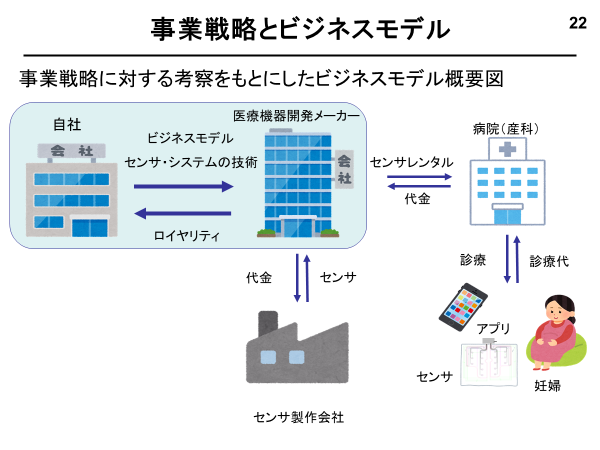 事業戦略とビジネスモデル
22
事業戦略に対する考察をもとにしたビジネスモデル概要図
自社
会社
ビジネスモデル
センサ・システムの技術
ロイヤリティ
医療機器開発メーカー
会社
センサレンタル
代金
病院(産科)
代金
センサ
診療
診療代
アプリ
センサ
妊婦
センサ製作会社